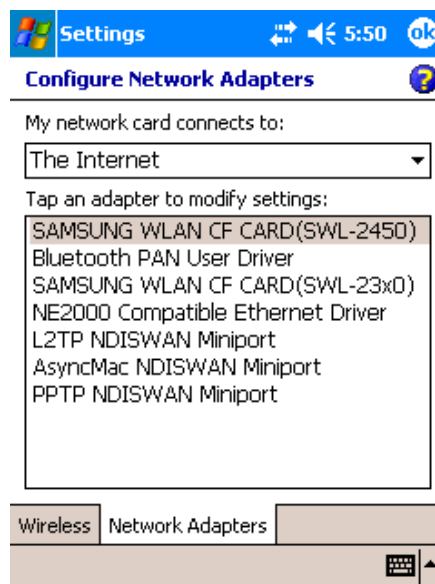 Settings 5:50 ok
Configure Network Adapters ?
My network card connects to:
The Internet
Tap an adapter to modify settings:
SAMSUNG WLAN CF CARD(SWL-2450)
Bluetooth PAN User Driver
SAMSUNG WLAN CF CARD(SWL-23x0)
NE2000 Compatible Ethernet Driver
L2TP NDISWAN Miniport
AsyncMac NDISWAN Miniport
PPTP NDISWAN Miniport
Wireless Network Adapters